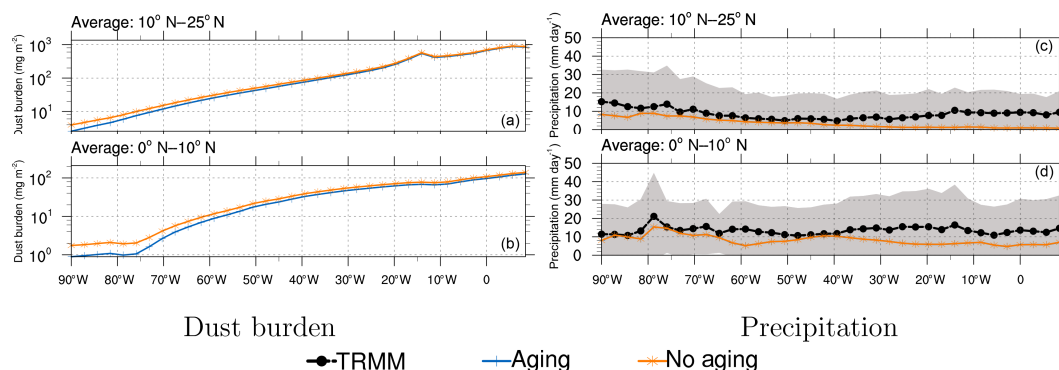 Average: 10° N–25° N
Dust burden (mg m⁻²)
10³
10²
10¹
(a)
Average: 0° N–10° N
Dust burden (mg m⁻²)
10²
10¹
10⁰
(b)
90°W 80°W 70°W 60°W 50°W 40°W 30°W 20°W 10°W 0
Dust burden
Average: 10° N–25° N
Precipitation (mm day⁻¹)
50
40
30
20
10
0
(c)
Average: 0° N–10° N
Precipitation (mm day⁻¹)
50
40
30
20
10
0
(d)
90°W 80°W 70°W 60°W 50°W 40°W 30°W 20°W 10°W 0
Precipitation
TRMM Aging No aging